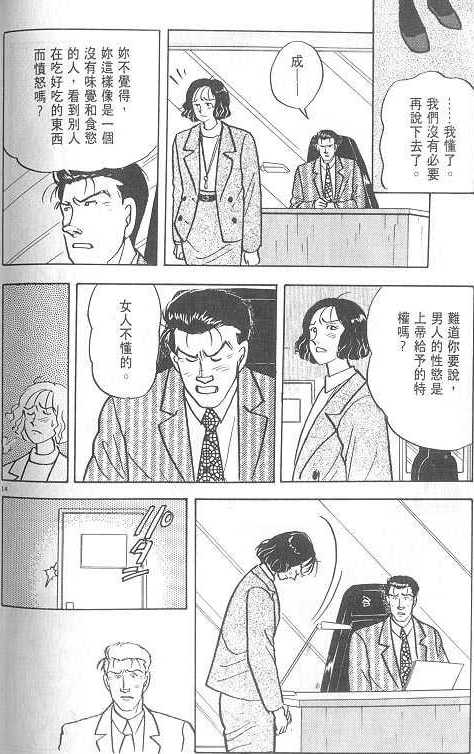 ……我懂了。
我們沒有必要
再說下去了。
成—
妳不覺得，
妳這樣像是一個
沒有味覺和食慾
的人，看到別人
在吃好吃的東西
而憤怒嗎？
難道你要說，
男人的性慾是
上帝給予的特
權嗎？
女人不懂的。
14